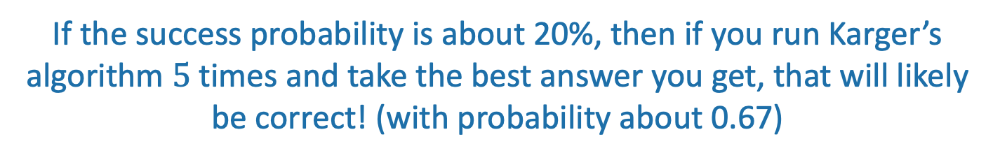 If the success probability is about 20%, then if you run Karger’s
algorithm 5 times and take the best answer you get, that will likely
be correct! (with probability about 0.67)